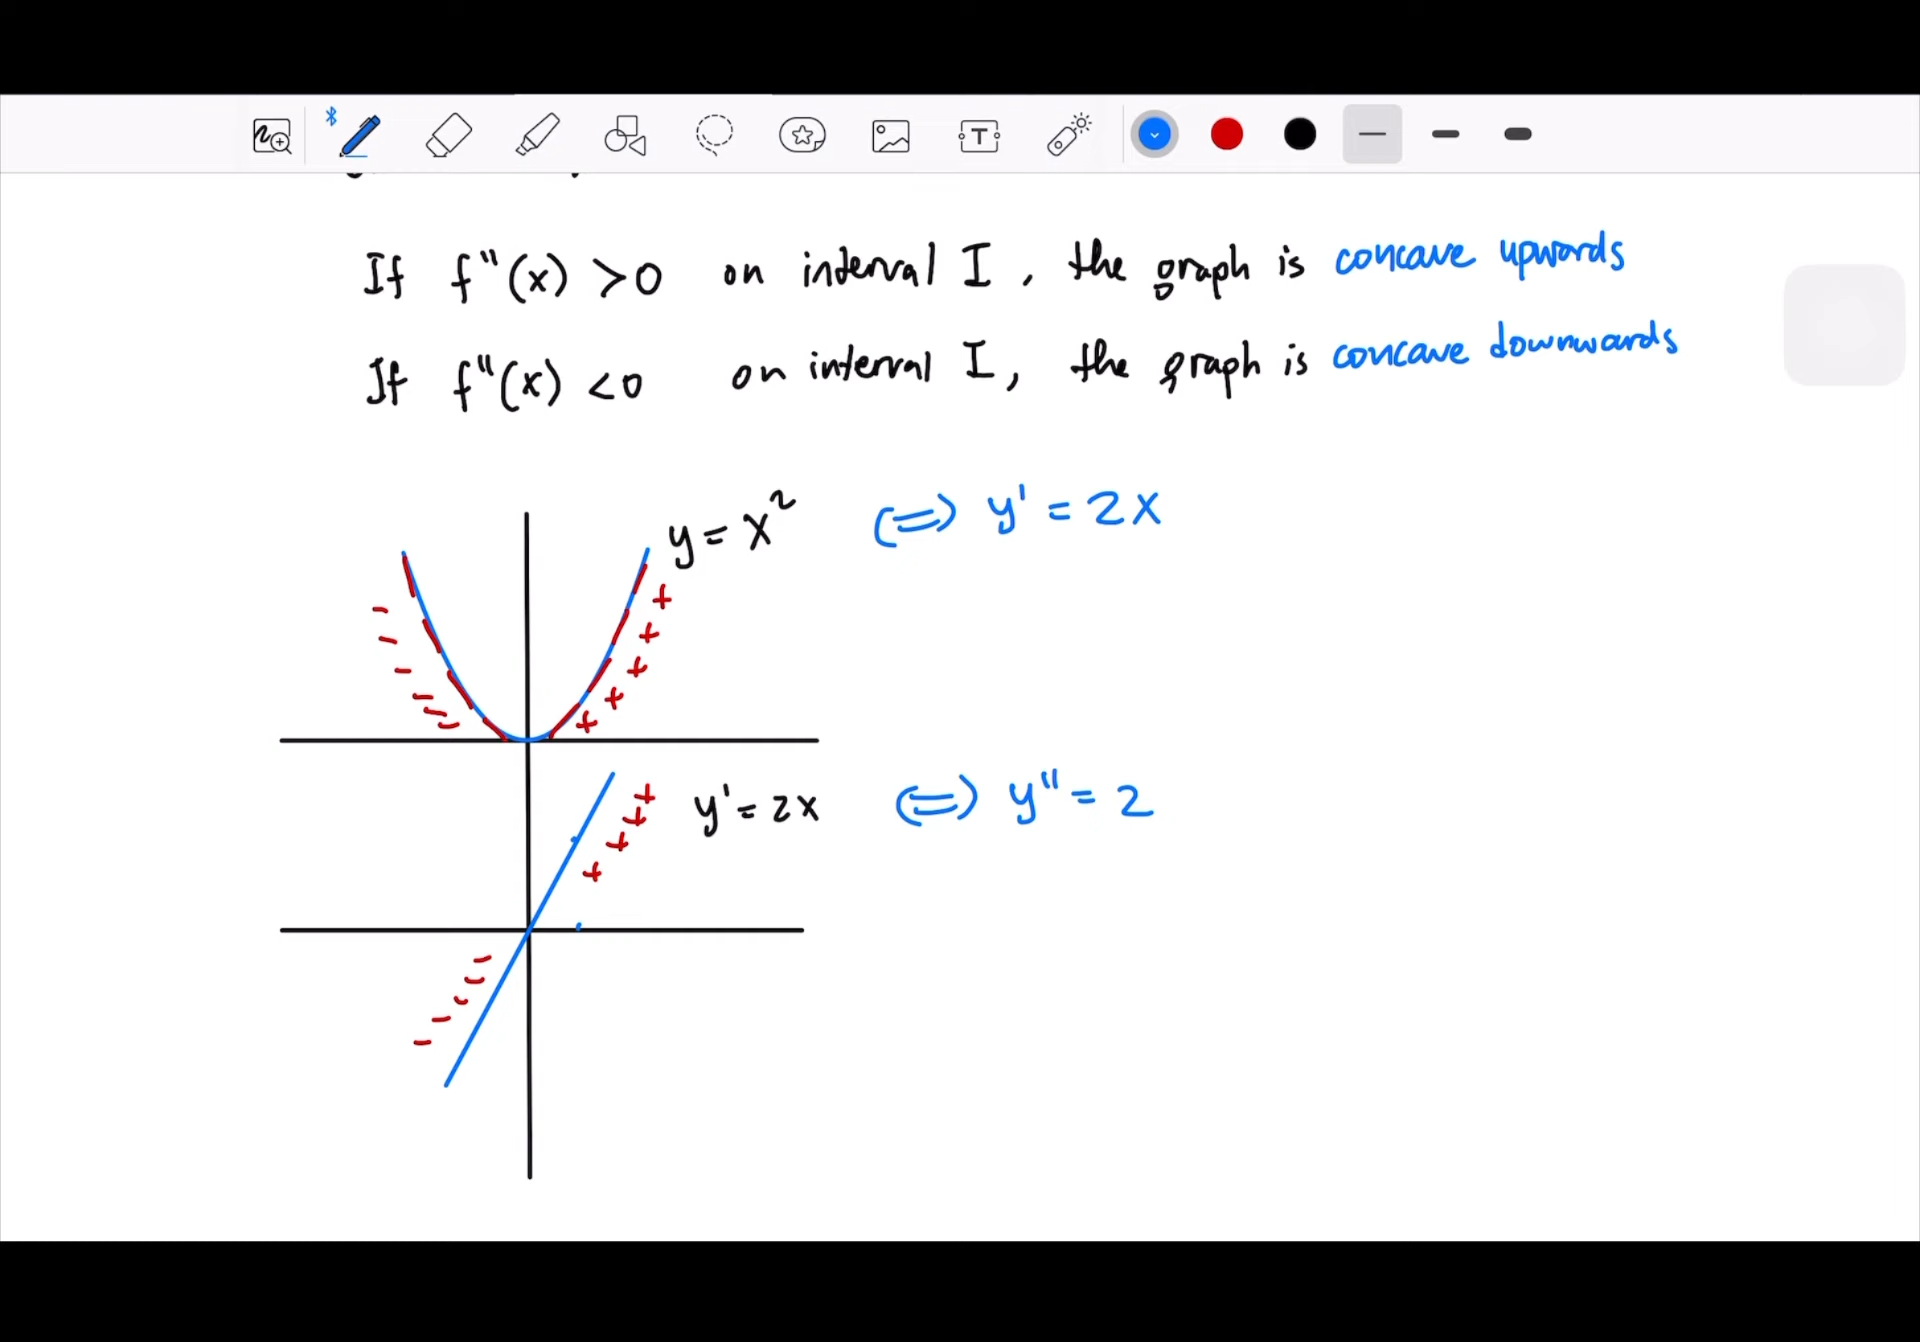 If f"(x) >0 on interval I, the graph is concave upwards
If f"(x) <0 on interval I, the graph is concave downwards
y = x² (=) y' = 2x
- - - - - - + + + + +
y' = 2x (=) y" = 2
+ + + +
- - - - -
T